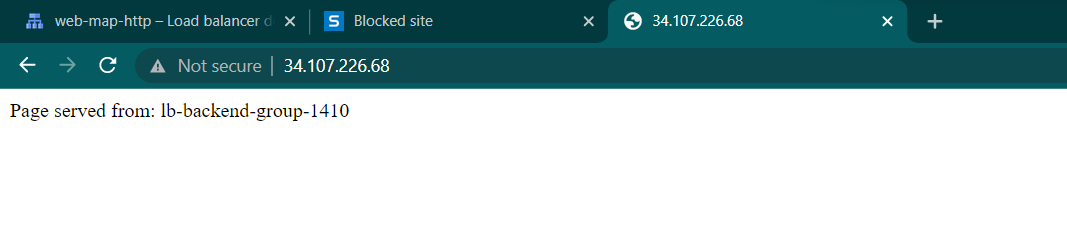 web-map-http – Load balancer d
Blocked site
34.107.226.68
Not secure
34.107.226.68
Page served from: lb-backend-group-1410